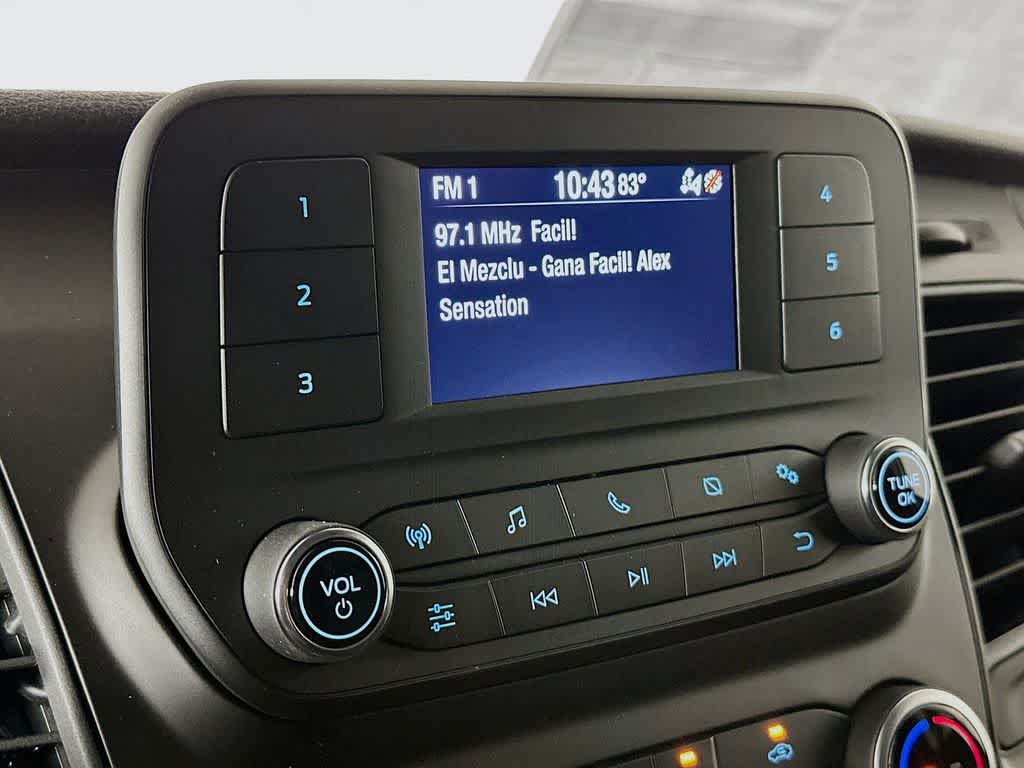 FM 1 10:43 83°
97.1 MHz Facil!
El Mezclu - Gana Facil! Alex
Sensation
1
2
3
4
5
6
VOL
TUNE
OK